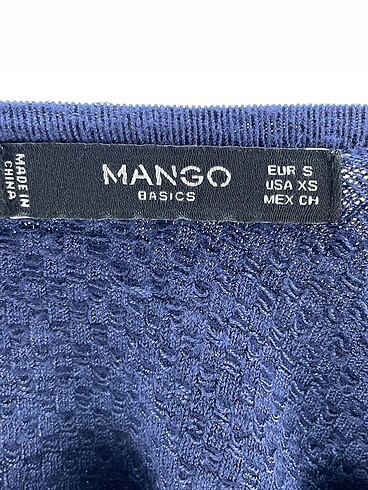 MADE IN
CHINA
MANGO
BASICS
EUR S
USA XS
MEX CH